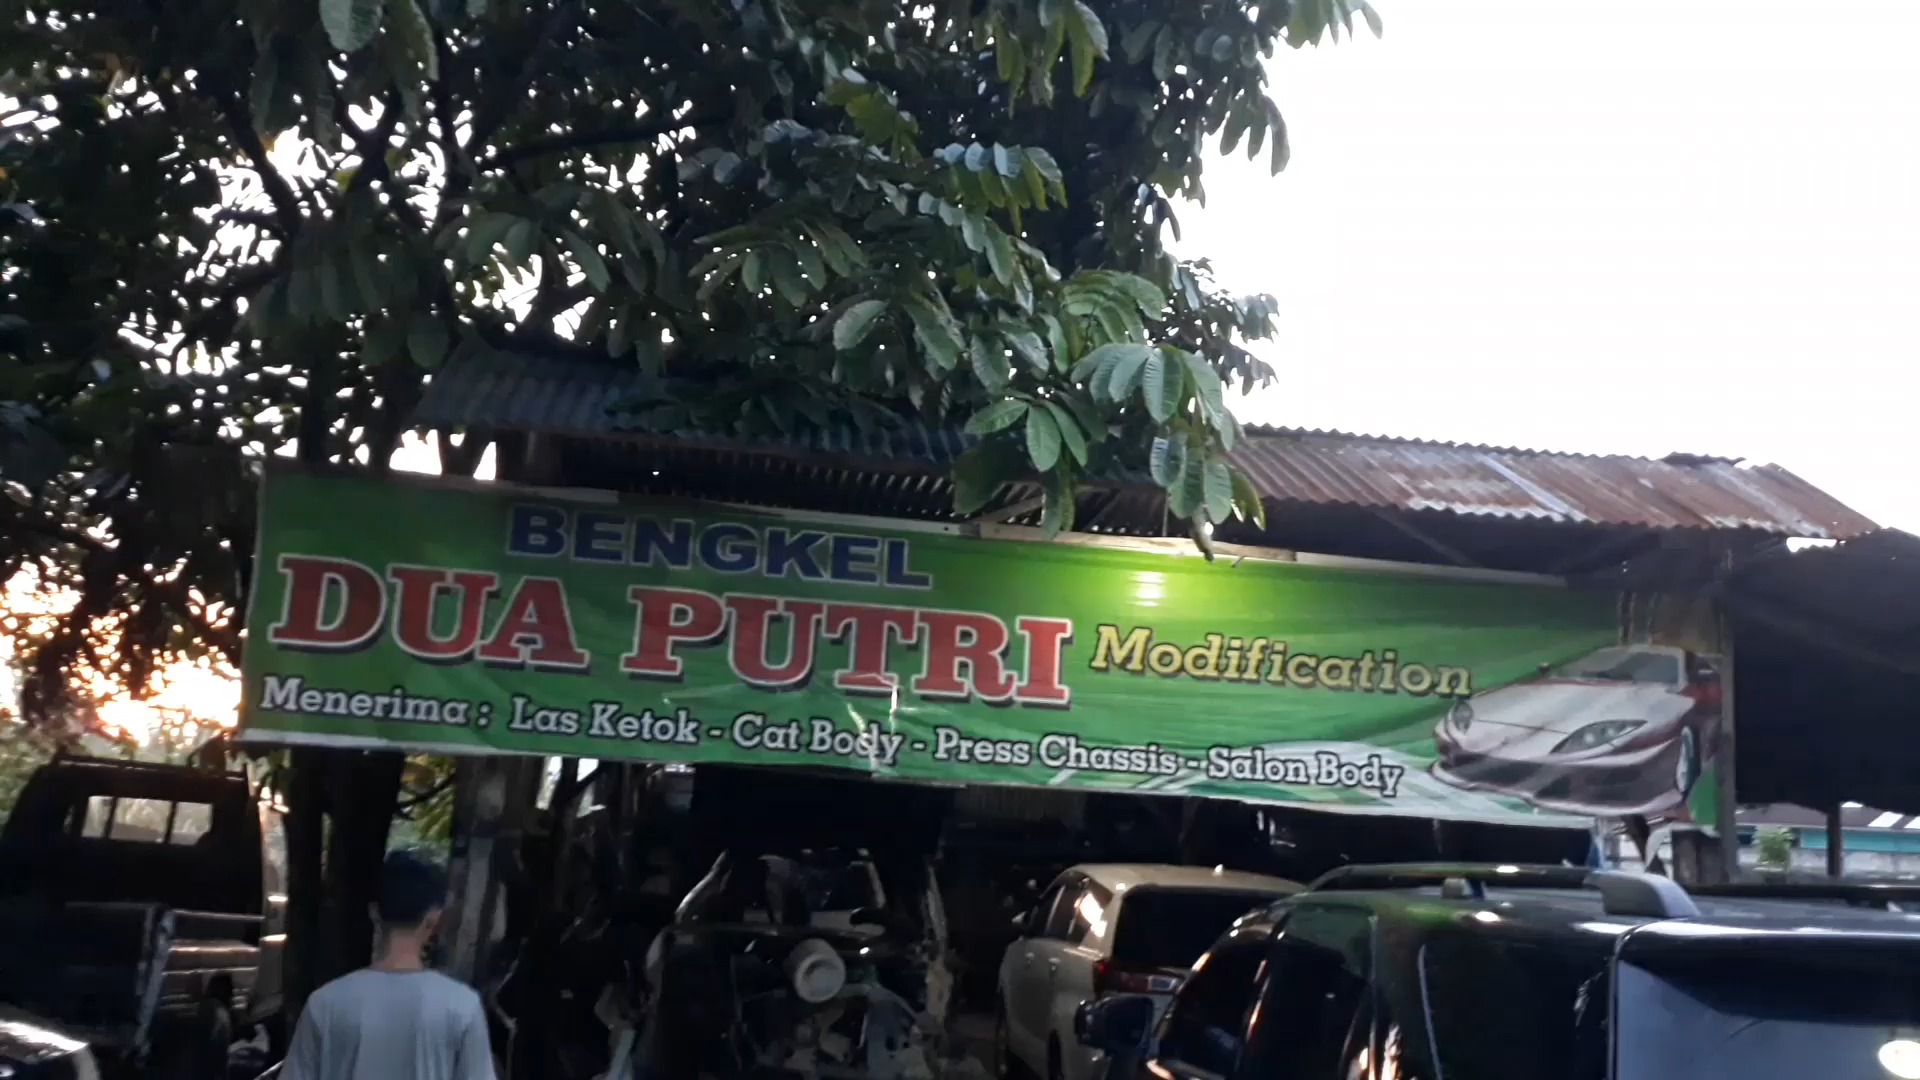 BENGKEL
DUA PUTRI Modification
Menerima : Las Ketok - Cat Body - Press Chassis - Salon Body